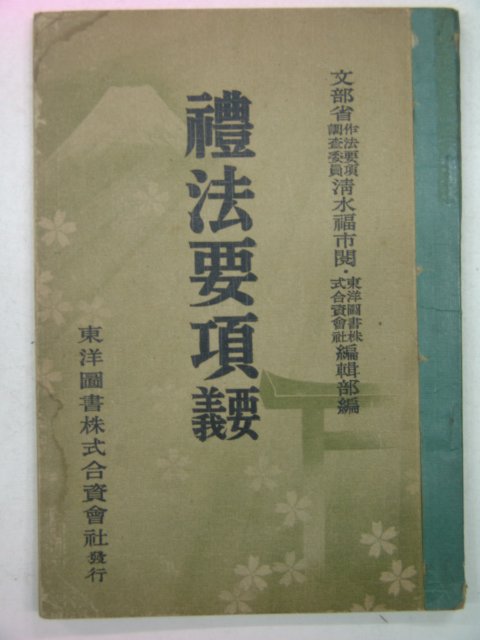 文部省作法要項調査委員清水福市閲・東洋圖書株式合資會社編輯部編
禮法要項要義
東洋圖書株式合資會社發行